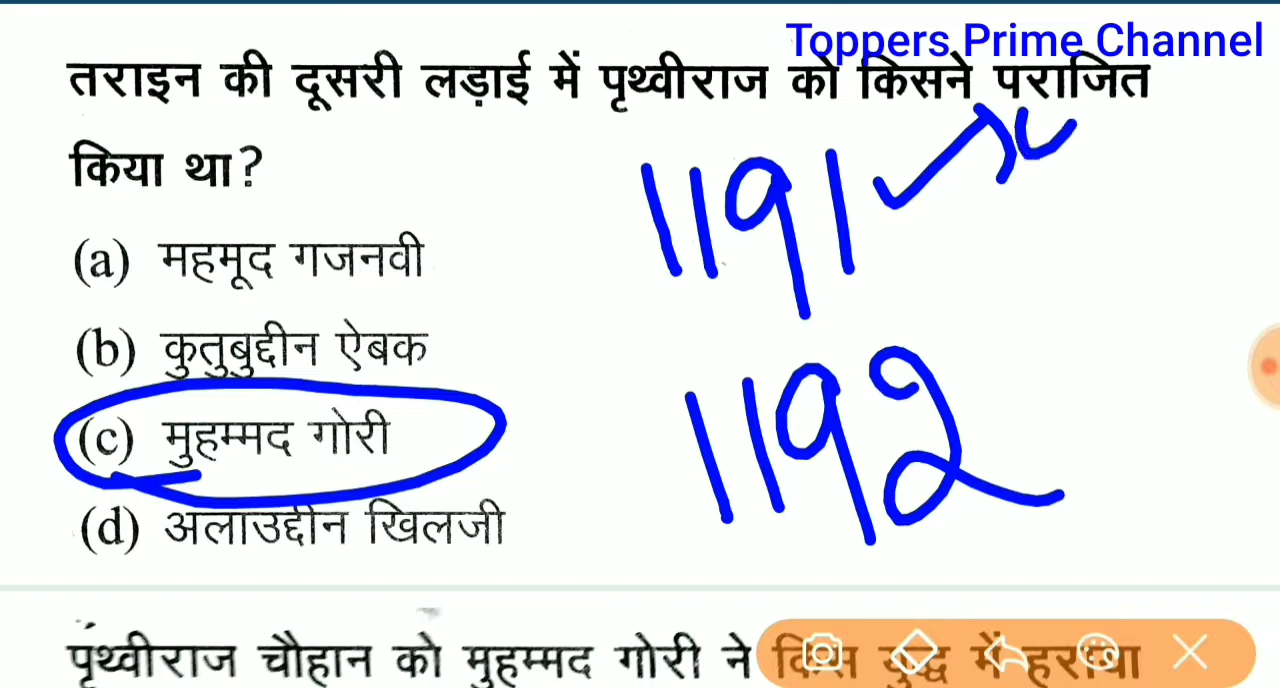 Toppers Prime Channel
तराइन की दूसरी लड़ाई में पृथ्वीराज को किसने पराजित
किया था?
1191
(a) महमूद गजनवी
(b) कुतुबुद्दीन ऐबक
(c) मुहम्मद गोरी
1192
(d) अलाउद्दीन खिलजी
पृथ्वीराज चौहान को मुहम्मद गोरी ने किस युद्ध में हराया